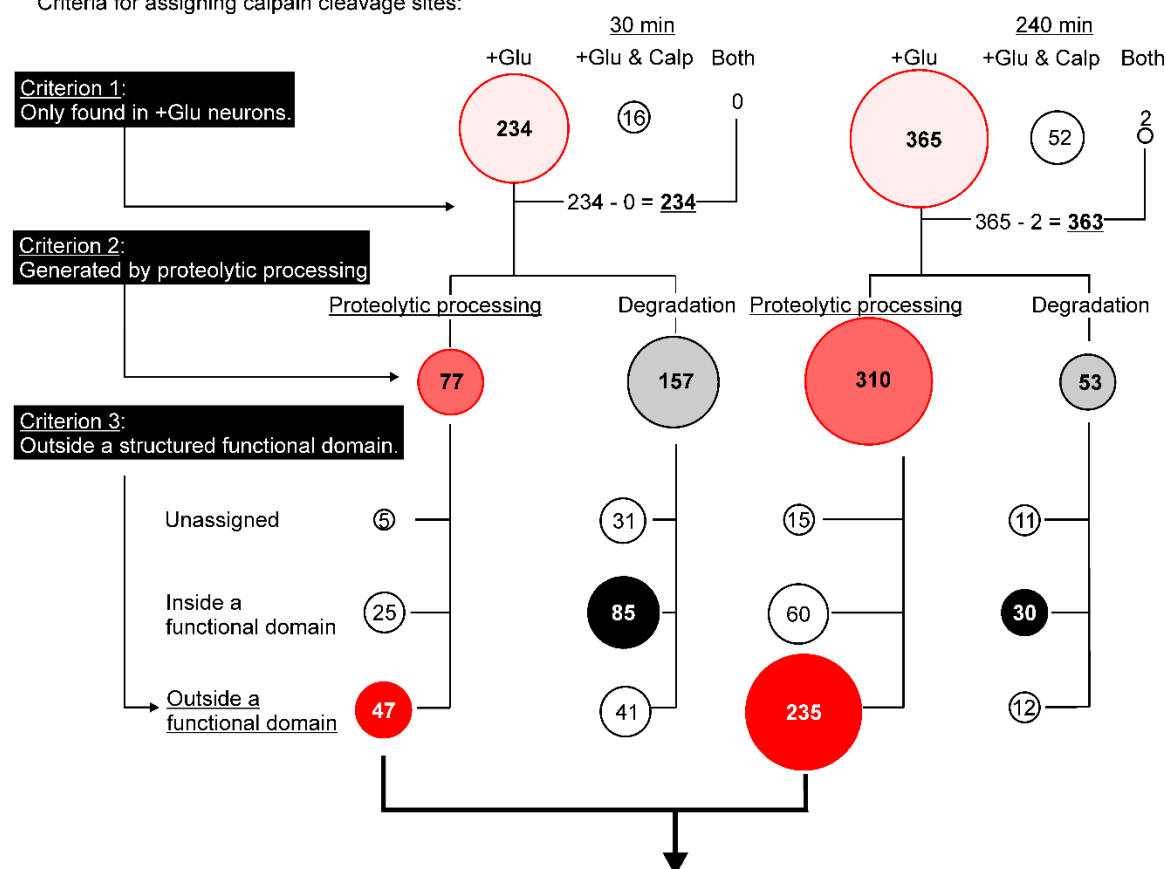 Criteria for assigning calpain cleavage sites:
30 min
240 min
+Glu +Glu & Calp Both
+Glu +Glu & Calp Both
Criterion 1:
Only found in +Glu neurons.
234
16
0
365
52
2
234 - 0 = 234
365 - 2 = 363
Criterion 2:
Generated by proteolytic processing
Proteolytic processing
Degradation
Proteolytic processing
Degradation
77
157
310
53
Criterion 3:
Outside a structured functional domain.
Unassigned
5
31
15
11
Inside a
functional domain
25
85
60
30
Outside a
functional domain
47
41
235
12